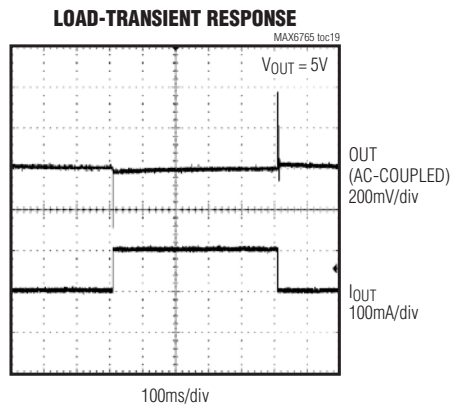 LOAD-TRANSIENT RESPONSE
MAX6765 toc19
VOUT = 5V
OUT
(AC-COUPLED)
200mV/div
IOUT
100mA/div
100ms/div